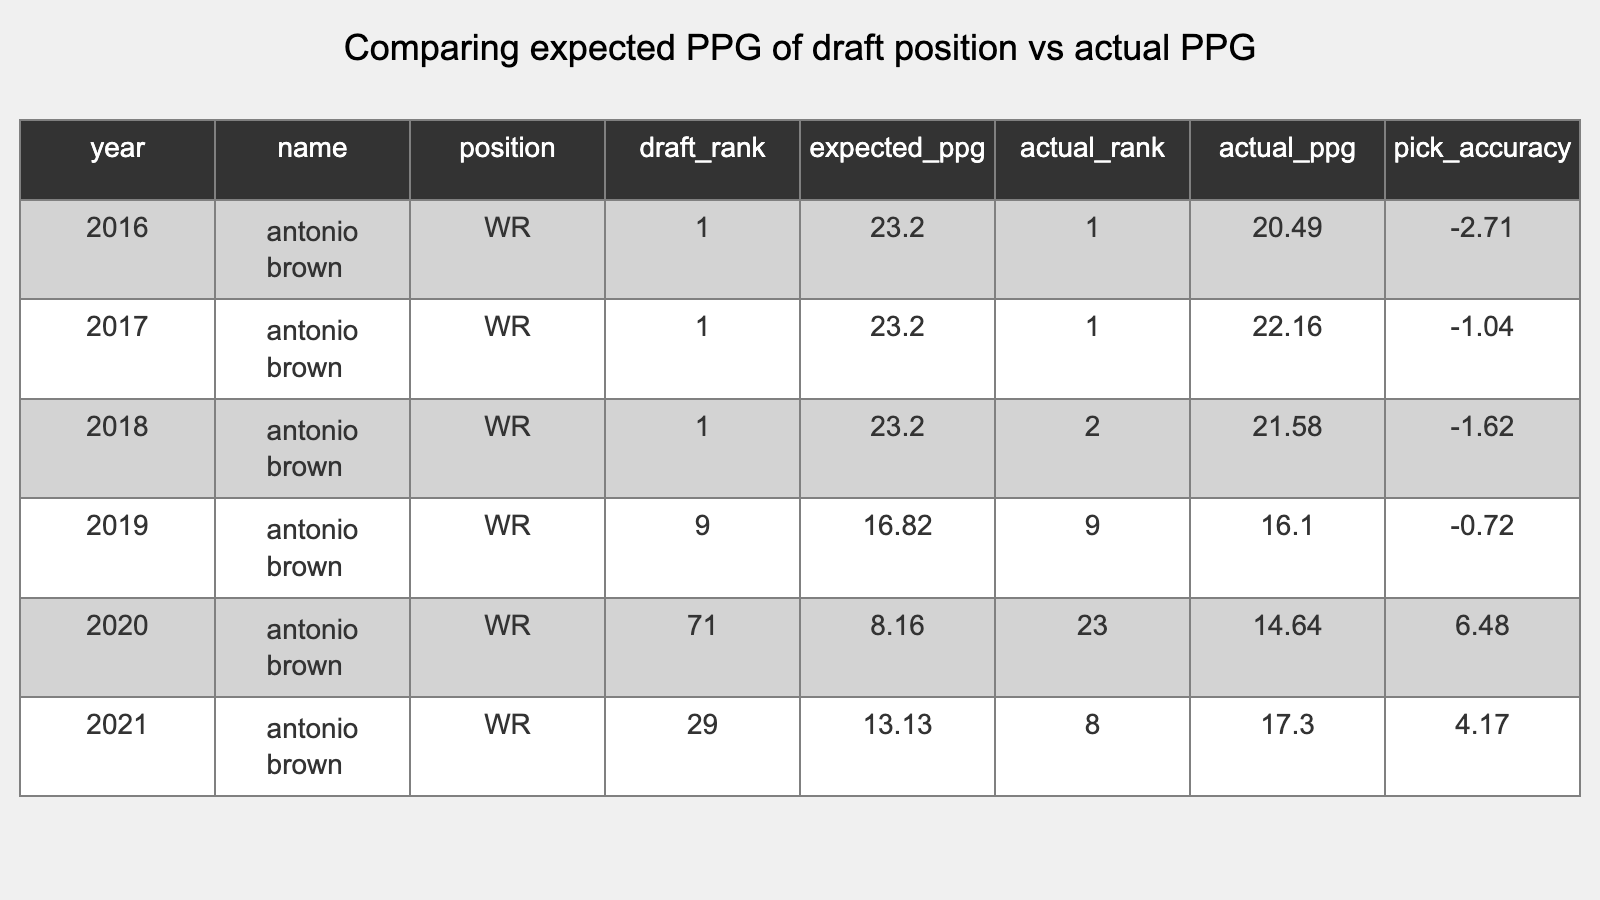 Comparing expected PPG of draft position vs actual PPG
year name position draft_rank expected_ppg actual_rank actual_ppg pick_accuracy
2016 antonio brown WR 1 23.2 1 20.49 -2.71
2017 antonio brown WR 1 23.2 1 22.16 -1.04
2018 antonio brown WR 1 23.2 2 21.58 -1.62
2019 antonio brown WR 9 16.82 9 16.1 -0.72
2020 antonio brown WR 71 8.16 23 14.64 6.48
2021 antonio brown WR 29 13.13 8 17.3 4.17